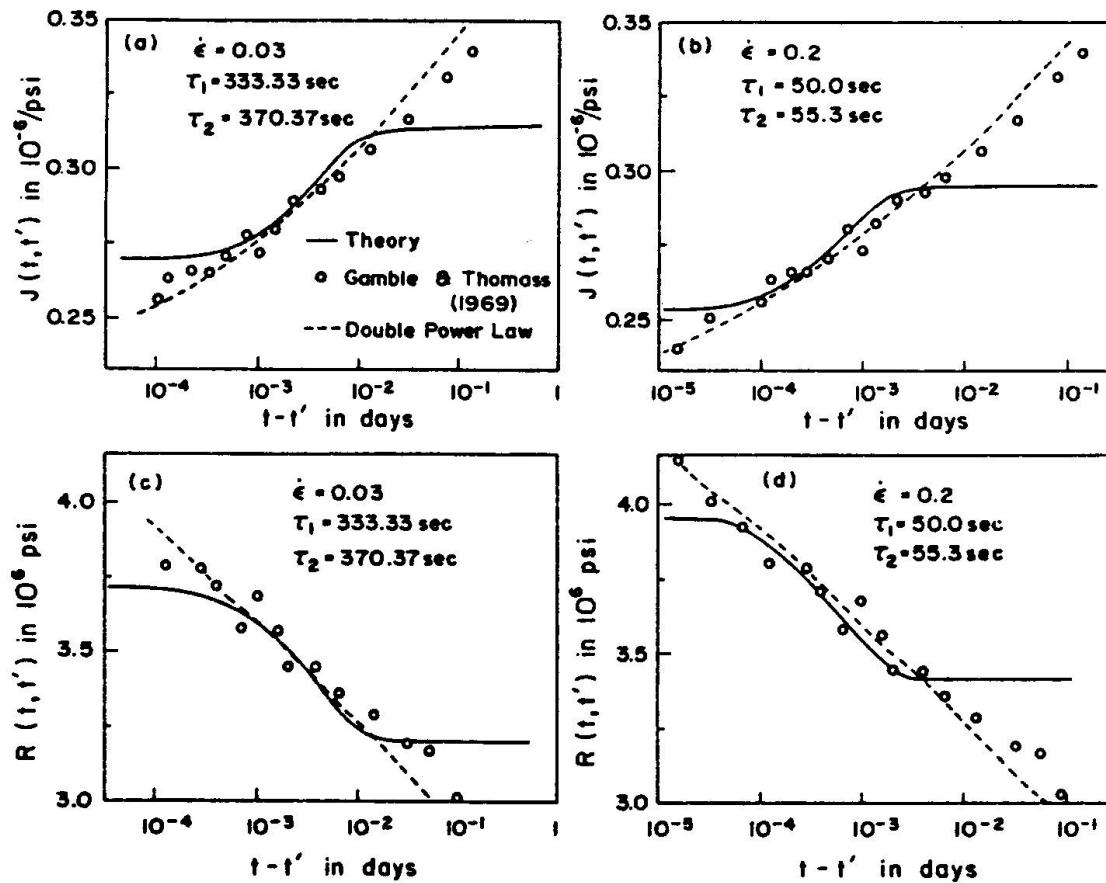 (a)
ε̇ = 0.03
τ1 = 333.33 sec
τ2 = 370.37 sec
Theory
Gamble & Thomass
(1969)
Double Power Law
J (t, t′) in 10^-6/psi
0.35
0.30
0.25
10^-4
10^-3
10^-2
10^-1
1
t - t′ in days
(b)
ε̇ = 0.2
τ1 = 50.0 sec
τ2 = 55.3 sec
J (t, t′) in 10^-6/psi
0.35
0.30
0.25
10^-5
10^-4
10^-3
10^-2
10^-1
t - t′ in days
(c)
ε̇ = 0.03
τ1 = 333.33 sec
τ2 = 370.37 sec
R (t, t′) in 10^6 psi
4.0
3.5
3.0
10^-4
10^-3
10^-2
10^-1
1
t - t′ in days
(d)
ε̇ = 0.2
τ1 = 50.0 sec
τ2 = 55.3 sec
R (t, t′) in 10^6 psi
4.0
3.5
3.0
10^-5
10^-4
10^-3
10^-2
10^-1
t - t′ in days